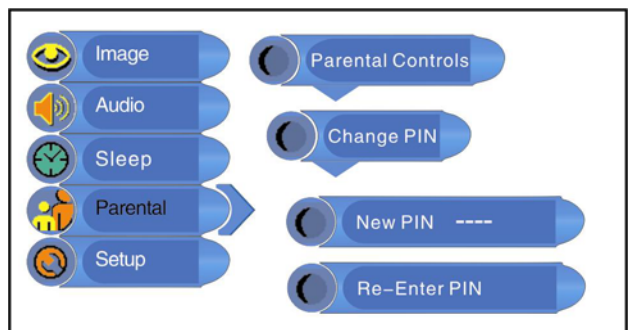 Image
Audio
Sleep
Parental
Setup
Parental Controls
Change PIN
New PIN ----
Re-Enter PIN